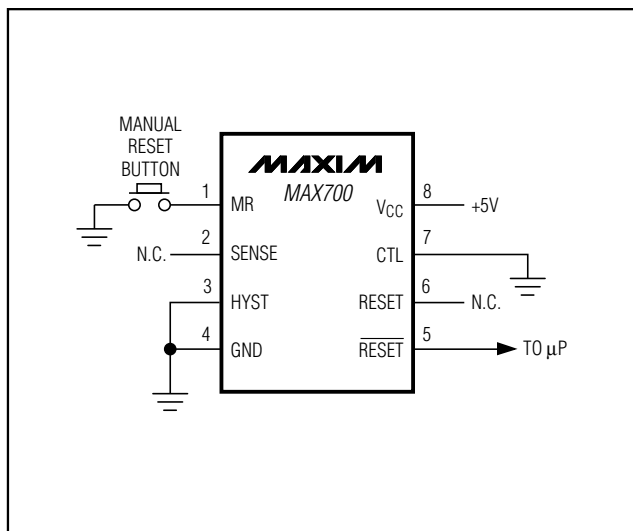 MANUAL
RESET
BUTTON
MAXIM
MAX700
1
MR
8
VCC
+5V
2
N.C.
SENSE
7
CTL
3
HYST
6
RESET
N.C.
4
GND
5
RESET
TO µP